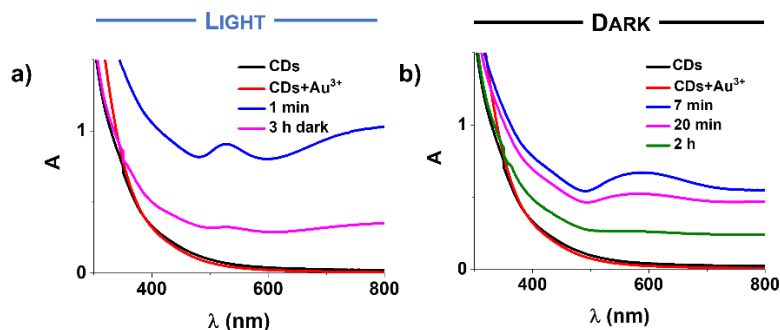 LIGHT
DARK
a)
CDs
CDs+Au³⁺
1 min
3 h dark
1
A
0
400
600
800
λ (nm)
b)
CDs
CDs+Au³⁺
7 min
20 min
2 h
1
A
0
400
600
800
λ (nm)